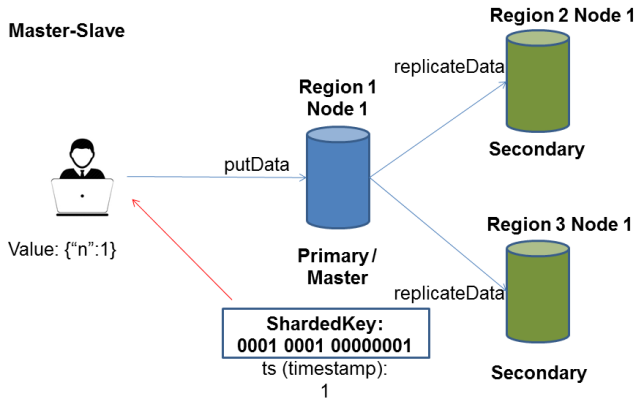 Master-Slave
Region 2 Node 1
replicateData
Region 1
Node 1
Secondary
putData
Region 3 Node 1
Value: {“n”:1}
Primary /
Master
replicateData
ShardedKey:
0001 0001 00000001
ts (timestamp):
1
Secondary